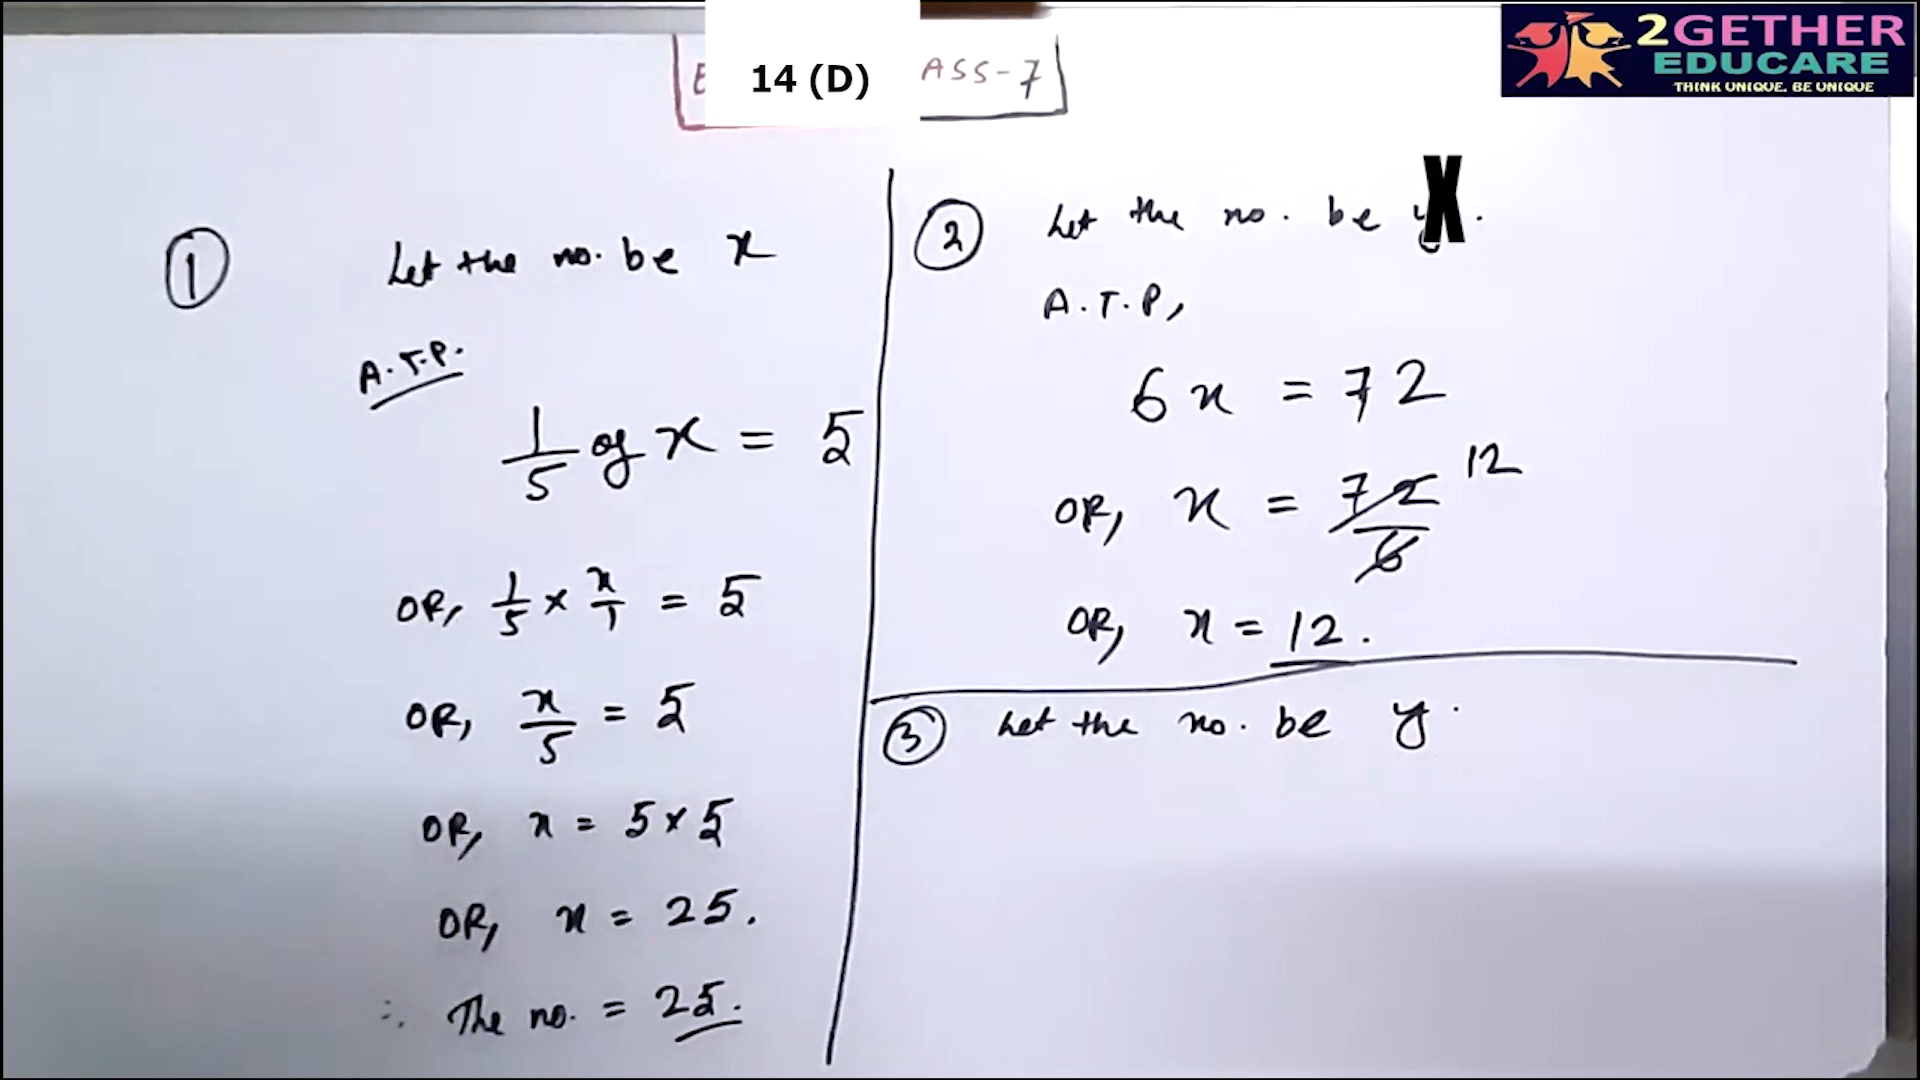 14 (D) ASS-7
2GETHER
EDUCARE
THINK UNIQUE. BE UNIQUE
① Let the no. be x
A.T.P.
1/5 of x = 5
OR, 1/5 × x/1 = 5
OR, x/5 = 5
OR, x = 5 × 5
OR, x = 25.
∴ The no. = 25.
② Let the no. be X.
A.T.P,
6x = 72
OR, x = 72/6 12
OR, x = 12.
③ Let the no. be y.